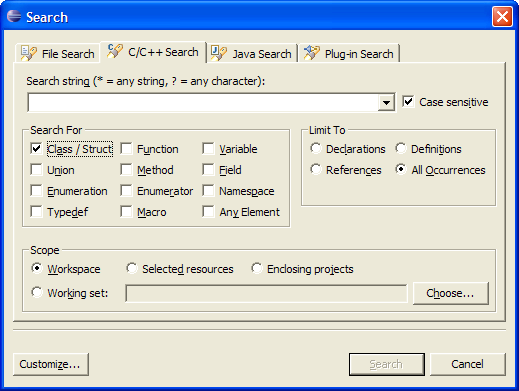 Search
File Search C/C++ Search Java Search Plug-in Search
Search string (* = any string, ? = any character):
Case sensitive
Search For
Class / Struct Function Variable
Union Method Field
Enumeration Enumerator Namespace
Typedef Macro Any Element
Limit To
Declarations Definitions
References All Occurrences
Scope
Workspace Selected resources Enclosing projects
Working set: Choose...
Customize... Search Cancel